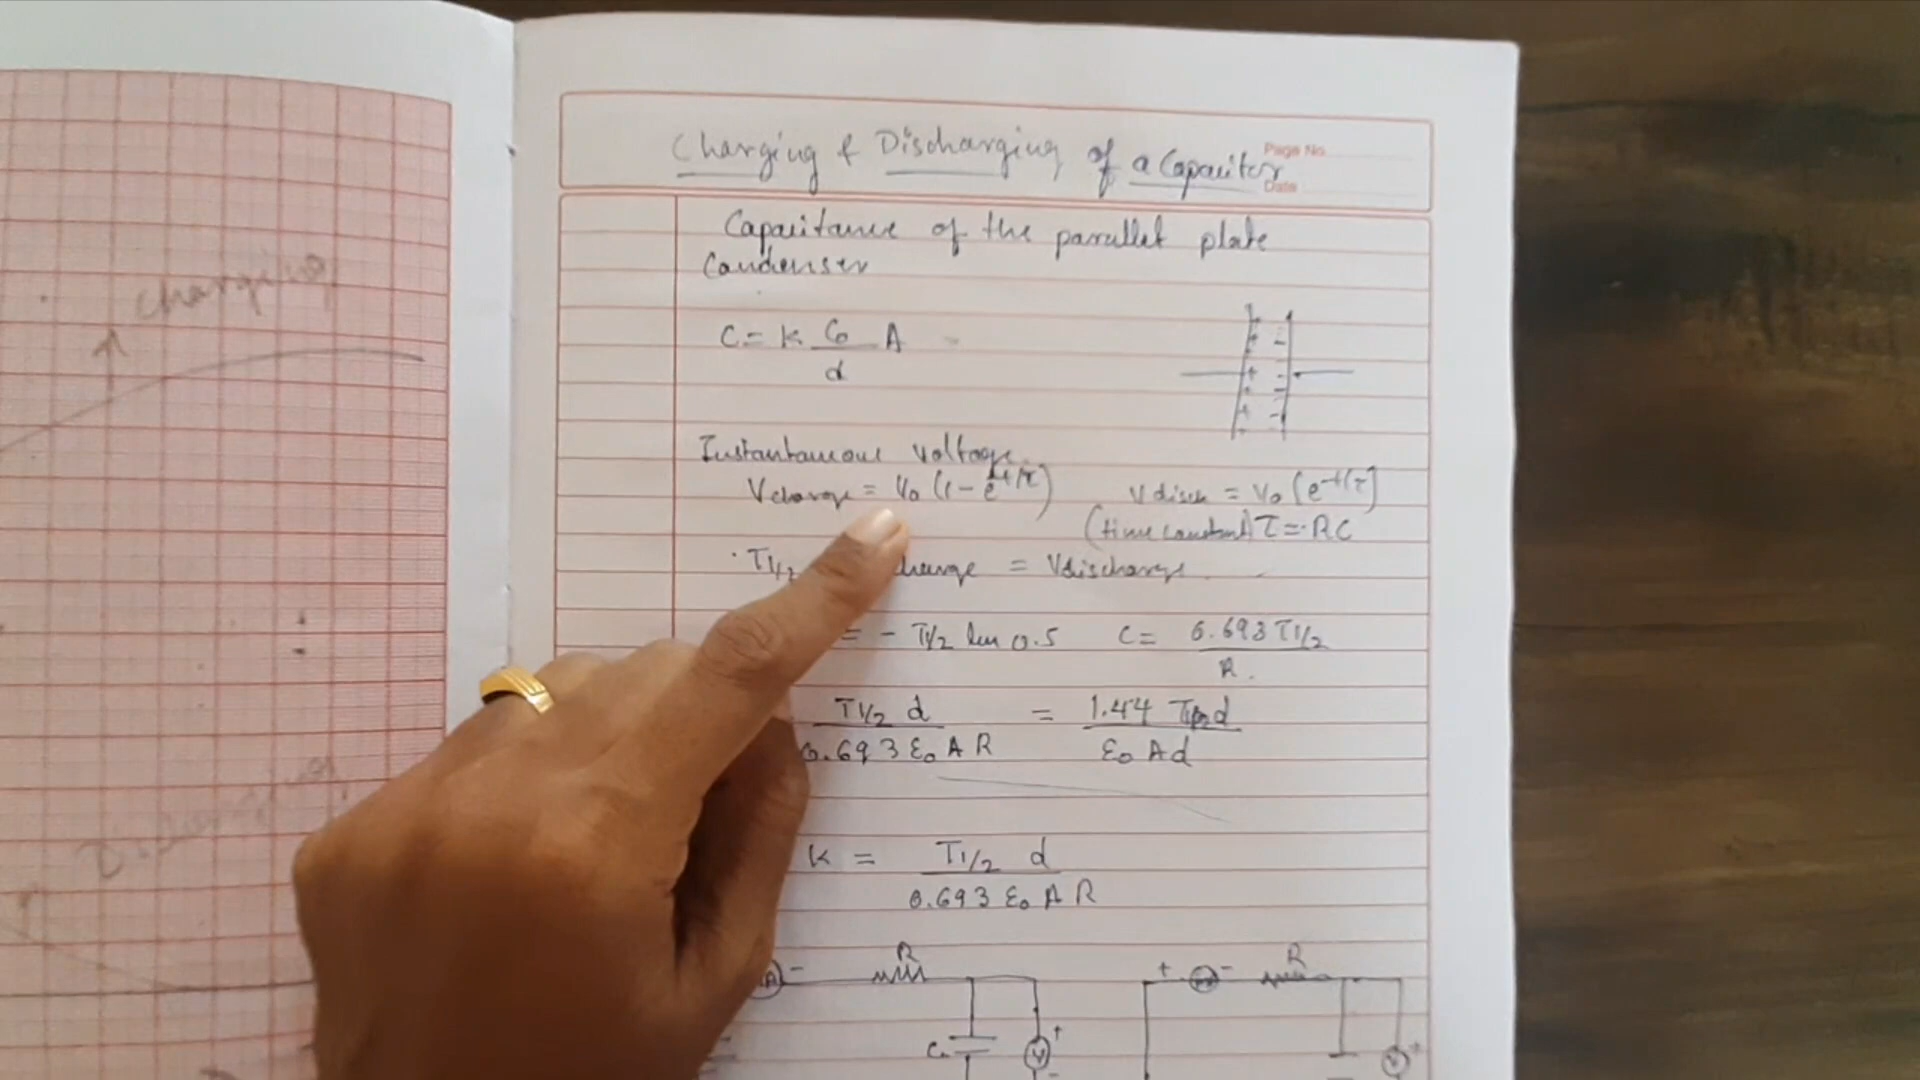 Charging & Discharging of a Capacitor
Page No.
Date
Capacitance of the parallel plate
Condenser
C = K ϵ0 A
d
Instantaneous voltage
Vcharge = V0 (1 - e^-t/τ)
Vdisch = V0 (e^-t/τ)
(time constant) τ = RC
T1/2
charge = Vdischarge
= - T1/2 ln 0.5
C = 0.693 T1/2
R.
T1/2 d
0.693 ε0 A R
= 1.44 T1/2 d
ε0 A d
K = T1/2 d
0.693 ε0 A R
A -
R
C
V +
-
+ -
R
V +
charging
Discharging